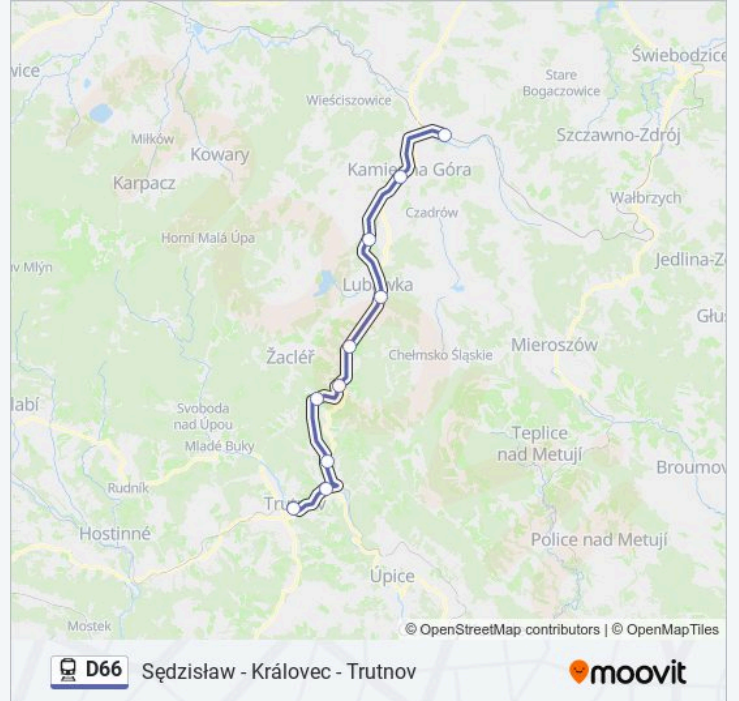 Świebodzice
wice
Stare
Bogaczowice
Wieściszowice
Miłków
Kowary
Szczawno-Zdrój
Karpacz
Kamienna Góra
Wałbrzych
Czadrów
Horní Malá Úpa
Jedlina-Z
v Mlýn
Lubawka
Głu
Žacléř
Chełmsko Śląskie
Mieroszów
labí
Svoboda
nad Úpou
Mladé Buky
Teplice
nad Metují
Broumov
Rudník
Trutnov
Hostinné
Police nad Metují
Úpice
Mostek
© OpenStreetMap contributors | © OpenMapTiles
D66 Sędzisław - Královec - Trutnov moovit